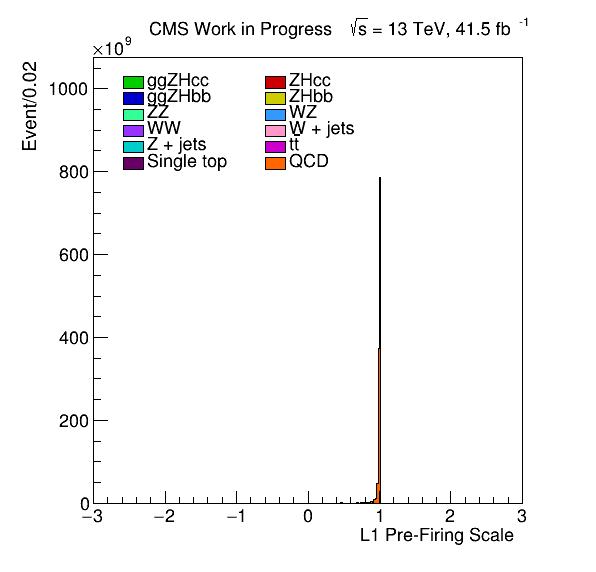 CMS Work in Progress √s = 13 TeV, 41.5 fb -1
×10⁹
Event/0.02
1000
800
600
400
200
0
ggZHcc ZHcc
ggZHbb ZHbb
ZZ WZ
WW W + jets
Z + jets tt̄
Single top QCD
−3 −2 −1 0 1 2 3
L1 Pre-Firing Scale